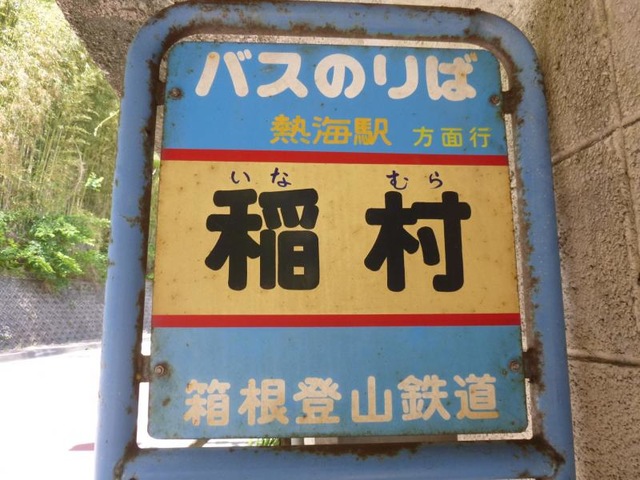 バスのりば
熱海駅 方面行
いな むら
稲村
箱根登山鉄道